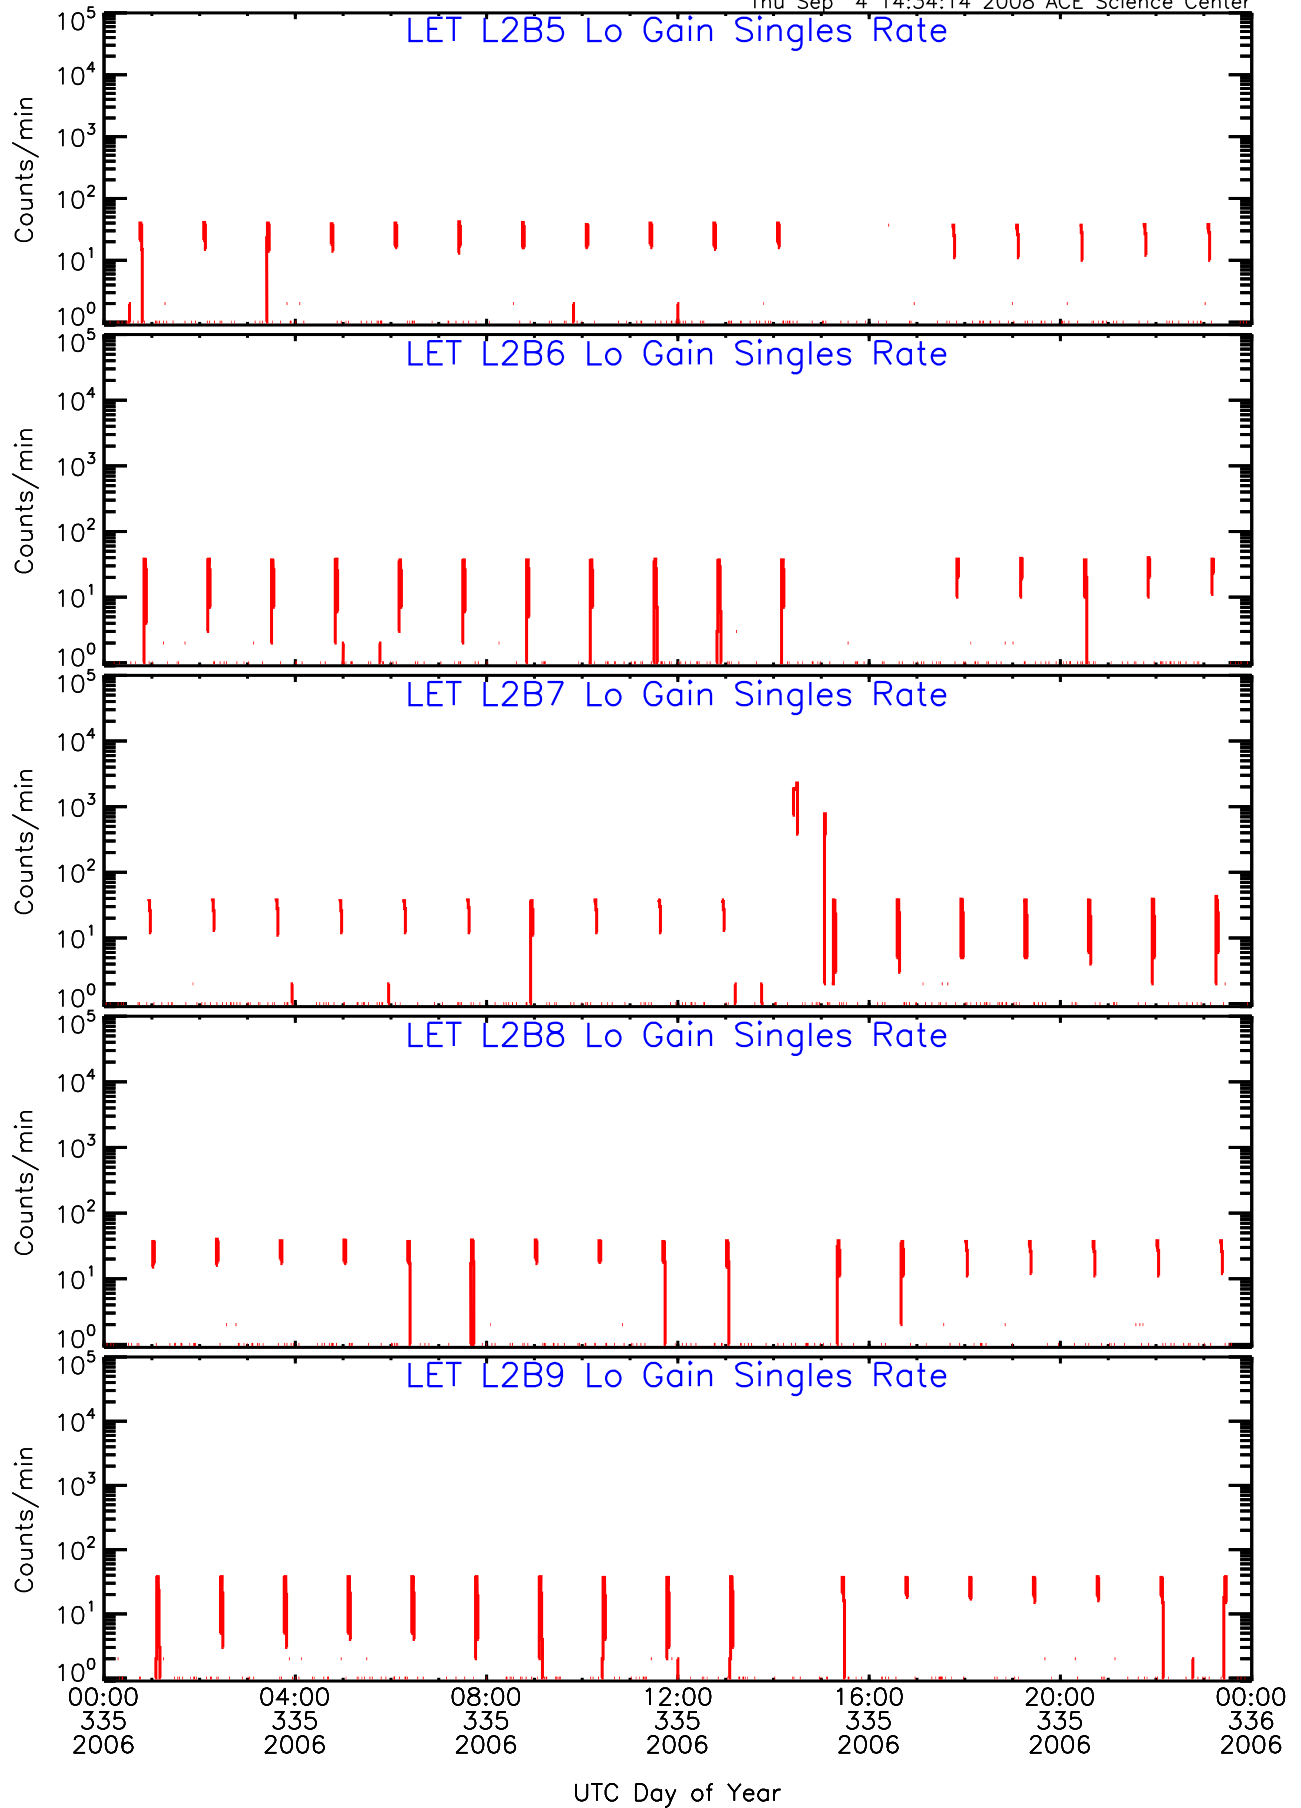 Thu Sep 4 14:34:14 2008 ACE Science Center
LET L2B5 Lo Gain Singles Rate
10^5
10^4
10^3
10^2
10^1
10^0
Counts/min
LET L2B6 Lo Gain Singles Rate
10^5
10^4
10^3
10^2
10^1
10^0
Counts/min
LET L2B7 Lo Gain Singles Rate
10^5
10^4
10^3
10^2
10^1
10^0
Counts/min
LET L2B8 Lo Gain Singles Rate
10^5
10^4
10^3
10^2
10^1
10^0
Counts/min
LET L2B9 Lo Gain Singles Rate
10^5
10^4
10^3
10^2
10^1
10^0
Counts/min
00:00 04:00 08:00 12:00 16:00 20:00 00:00
335 335 335 335 335 335 336
2006 2006 2006 2006 2006 2006 2006
UTC Day of Year